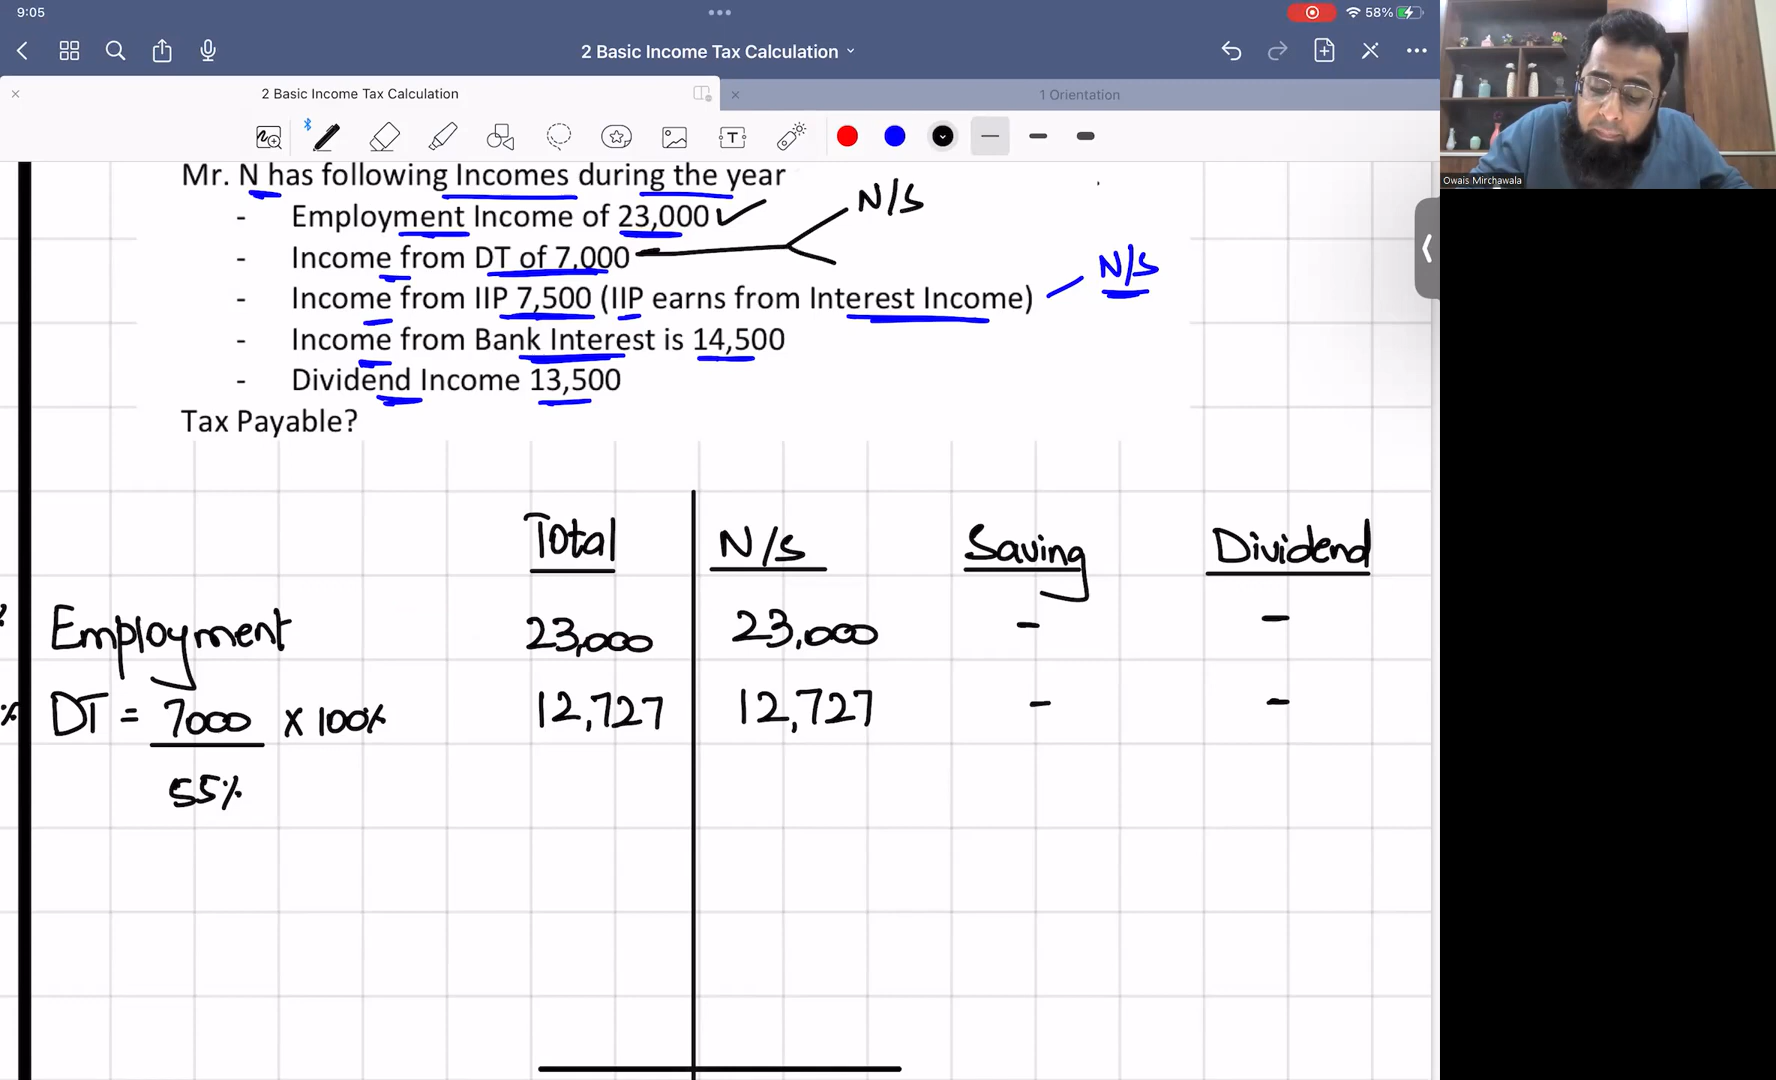 9:05
58%
2 Basic Income Tax Calculation
2 Basic Income Tax Calculation
1 Orientation
Owais Mirchawala
Mr. N has following Incomes during the year
- Employment Income of 23,000
N/S
- Income from DT of 7,000
N/S
- Income from IIP 7,500 (IIP earns from Interest Income)
- Income from Bank Interest is 14,500
- Dividend Income 13,500
Tax Payable?
Total N/S Saving Dividend
Employment 23,000 23,000 - -
DT = 7000 x 100% 12,727 12,727 - -
55%